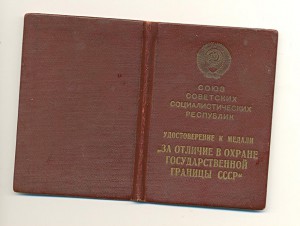 СОЮЗ
СОВЕТСКИХ
СОЦИАЛИСТИЧЕСКИХ
РЕСПУБЛИК
УДОСТОВЕРЕНИЕ К МЕДАЛИ
„ЗА ОТЛИЧИЕ В ОХРАНЕ
ГОСУДАРСТВЕННОЙ
ГРАНИЦЫ СССР"